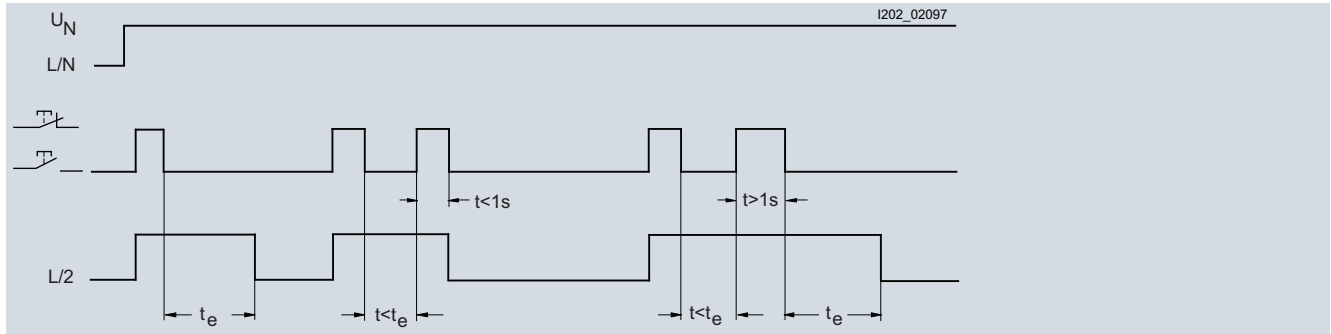 U_N
I202_02097
L/N
t<1s
t>1s
L/2
t_e
t<t_e
t<t_e
t_e